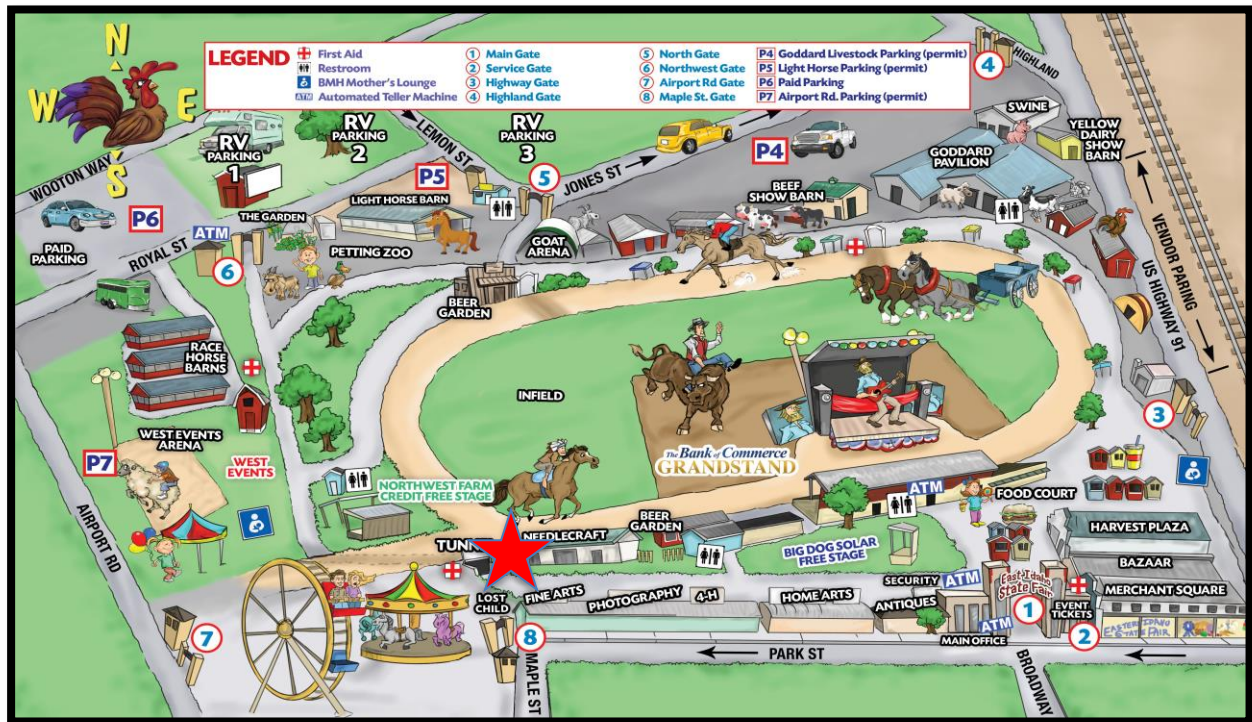 N
W
E
S
LEGEND
First Aid
Restroom
BMH Mother's Lounge
ATM Automated Teller Machine
1 Main Gate
2 Service Gate
3 Highway Gate
4 Highland Gate
5 North Gate
6 Northwest Gate
7 Airport Rd Gate
8 Maple St. Gate
P4 Goddard Livestock Parking (permit)
P5 Light Horse Parking (permit)
P6 Paid Parking
P7 Airport Rd. Parking (permit)
4
HIGHLAND
SWINE
YELLOW
DAIRY
SHOW
BARN
GODDARD
PAVILION
WOOTON WAY
RV
PARKING
1
RV
PARKING
2
LEMON ST
RV
PARKING
3
P4
P5
5
JONES ST
LIGHT HORSE BARN
BEEF
SHOW BARN
P6
PAID
PARKING
ROYAL ST
ATM
6
THE GARDEN
PETTING ZOO
GOAT
ARENA
VENDOR PARING
US HIGHWAY 91
BEER
GARDEN
RACE
HORSE
BARNS
INFIELD
3
WEST EVENTS
ARENA
P7
WEST
EVENTS
The Bank of Commerce
GRANDSTAND
NORTHWEST FARM
CREDIT FREE STAGE
ATM
FOOD COURT
AIRPORT RD
TUNN
NEEDLECRAFT
BEER
GARDEN
BIG DOG SOLAR
FREE STAGE
HARVEST PLAZA
BAZAAR
MERCHANT SQUARE
LOST
CHILD
FINE ARTS
PHOTOGRAPHY
4-H
HOME ARTS
ANTIQUES
SECURITY
ATM
East Idaho
State Fair
1
EVENT
TICKETS
ATM
MAIN OFFICE
2
EASTERN IDAHO
STATE FAIR
7
8
MAPLE ST
PARK ST
BROADWAY